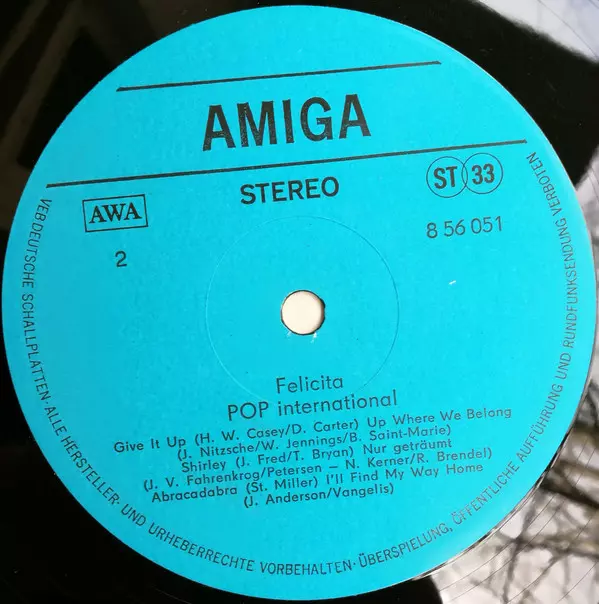 AMIGA
STEREO
ST 33
AWA
8 56 051
2
Felicita
POP international
Give It Up (H. W. Casey/D. Carter) Up Where We Belong
(J. Nitzsche/W. Jennings/B. Saint-Marie)
Shirley (J. Fred/T. Bryan) Nur geträumt
(J. V. Fahrenkrog/Petersen – N. Kerner/R. Brendel)
Abracadabra (St. Miller) I'll Find My Way Home
(J. Anderson/Vangelis)
VEB DEUTSCHE SCHALLPLATTEN · ALLE HERSTELLER- UND URHEBERRECHTE VORBEHALTEN · ÜBERSPIELUNG, ÖFFENTLICHE AUFFÜHRUNG UND RUNDFUNKSENDUNG VERBOTEN